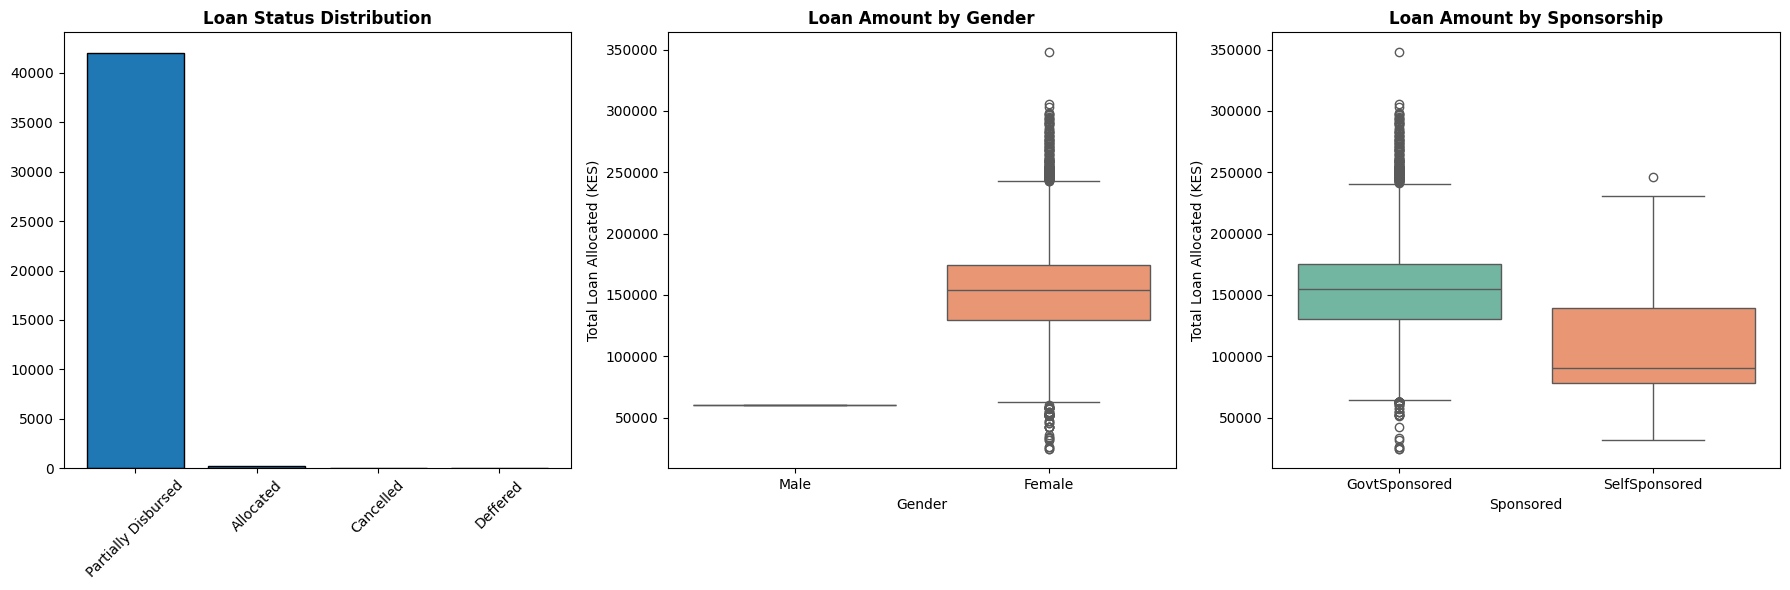 Loan Status Distribution
40000
35000
30000
25000
20000
15000
10000
5000
0
Partially Disbursed
Allocated
Cancelled
Deffered
Loan Amount by Gender
Total Loan Allocated (KES)
350000
300000
250000
200000
150000
100000
50000
Male
Female
Gender
Loan Amount by Sponsorship
Total Loan Allocated (KES)
350000
300000
250000
200000
150000
100000
50000
GovtSponsored
SelfSponsored
Sponsored